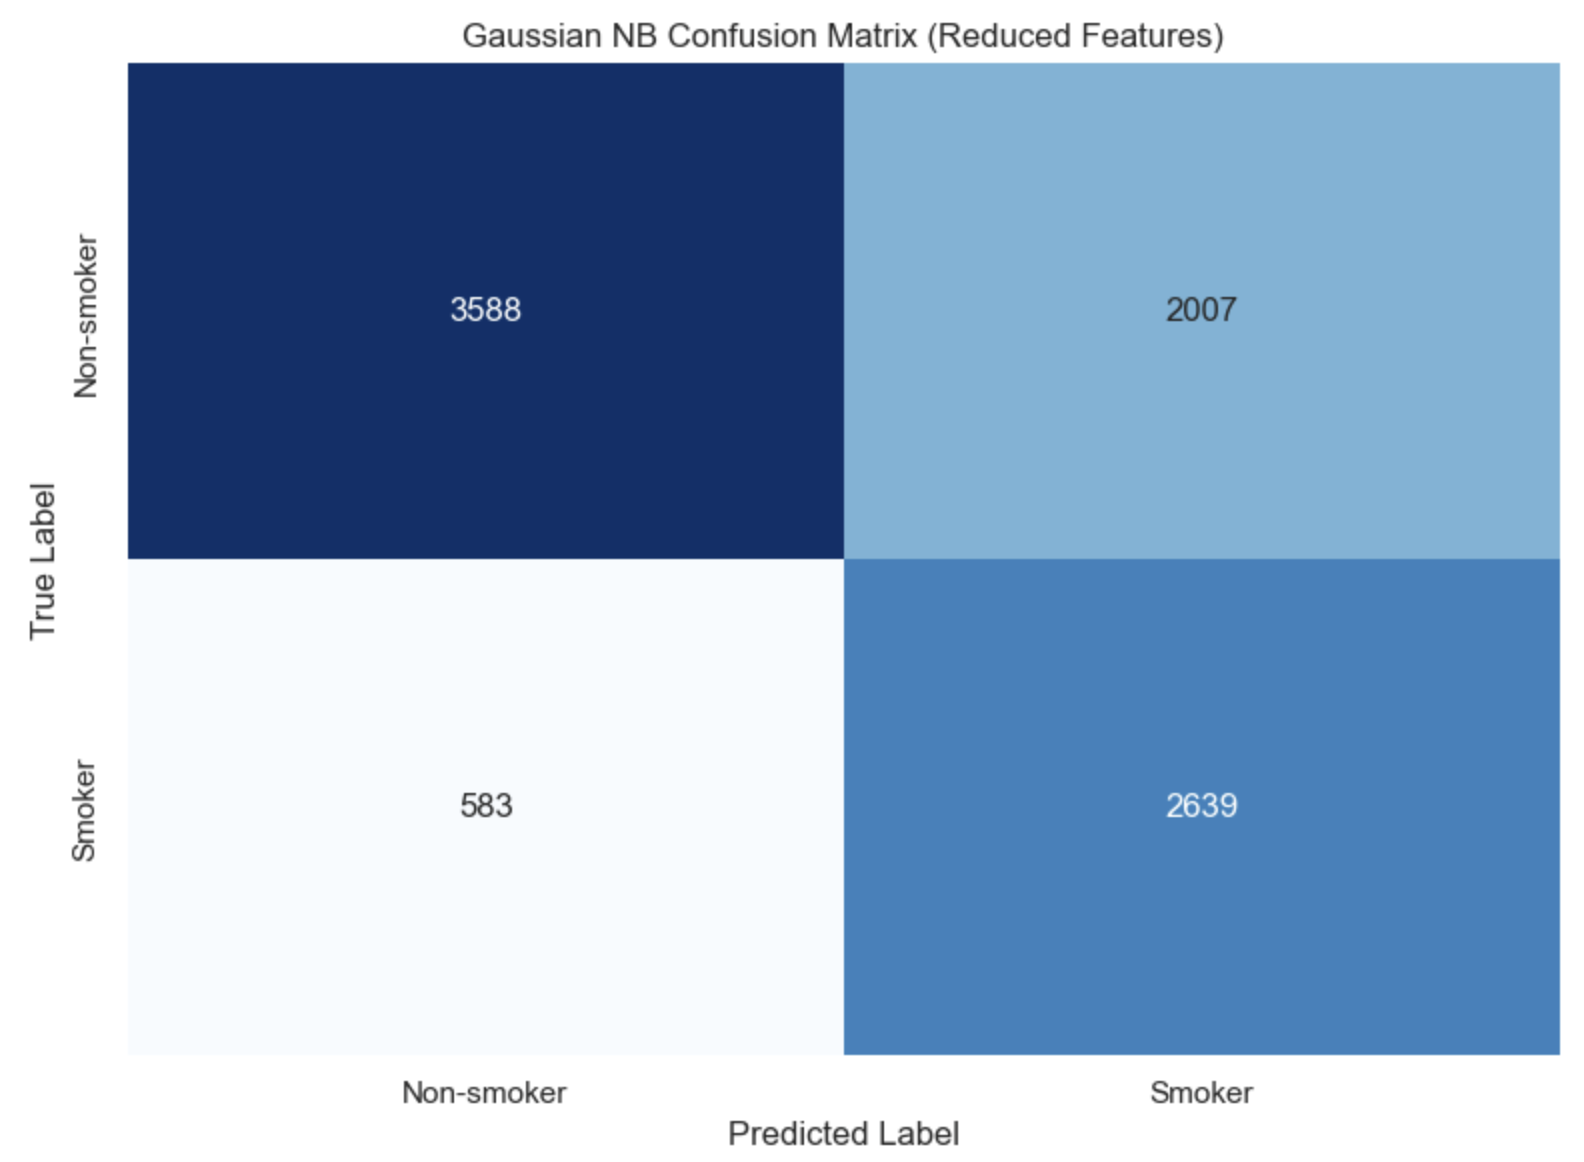 Gaussian NB Confusion Matrix (Reduced Features)
True Label
Non-smoker
3588
2007
Smoker
583
2639
Non-smoker
Smoker
Predicted Label